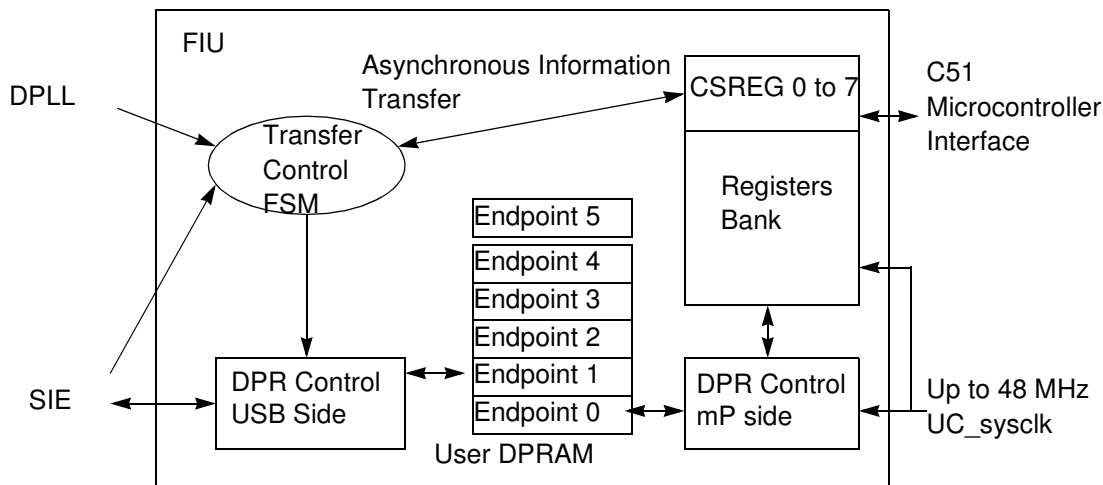 FIU
DPLL
Asynchronous Information
Transfer
CSREG 0 to 7
C51
Microcontroller
Interface
Transfer
Control
FSM
Registers
Bank
Endpoint 5
Endpoint 4
Endpoint 3
Endpoint 2
Endpoint 1
Endpoint 0
SIE
DPR Control
USB Side
User DPRAM
DPR Control
mP side
Up to 48 MHz
UC_sysclk